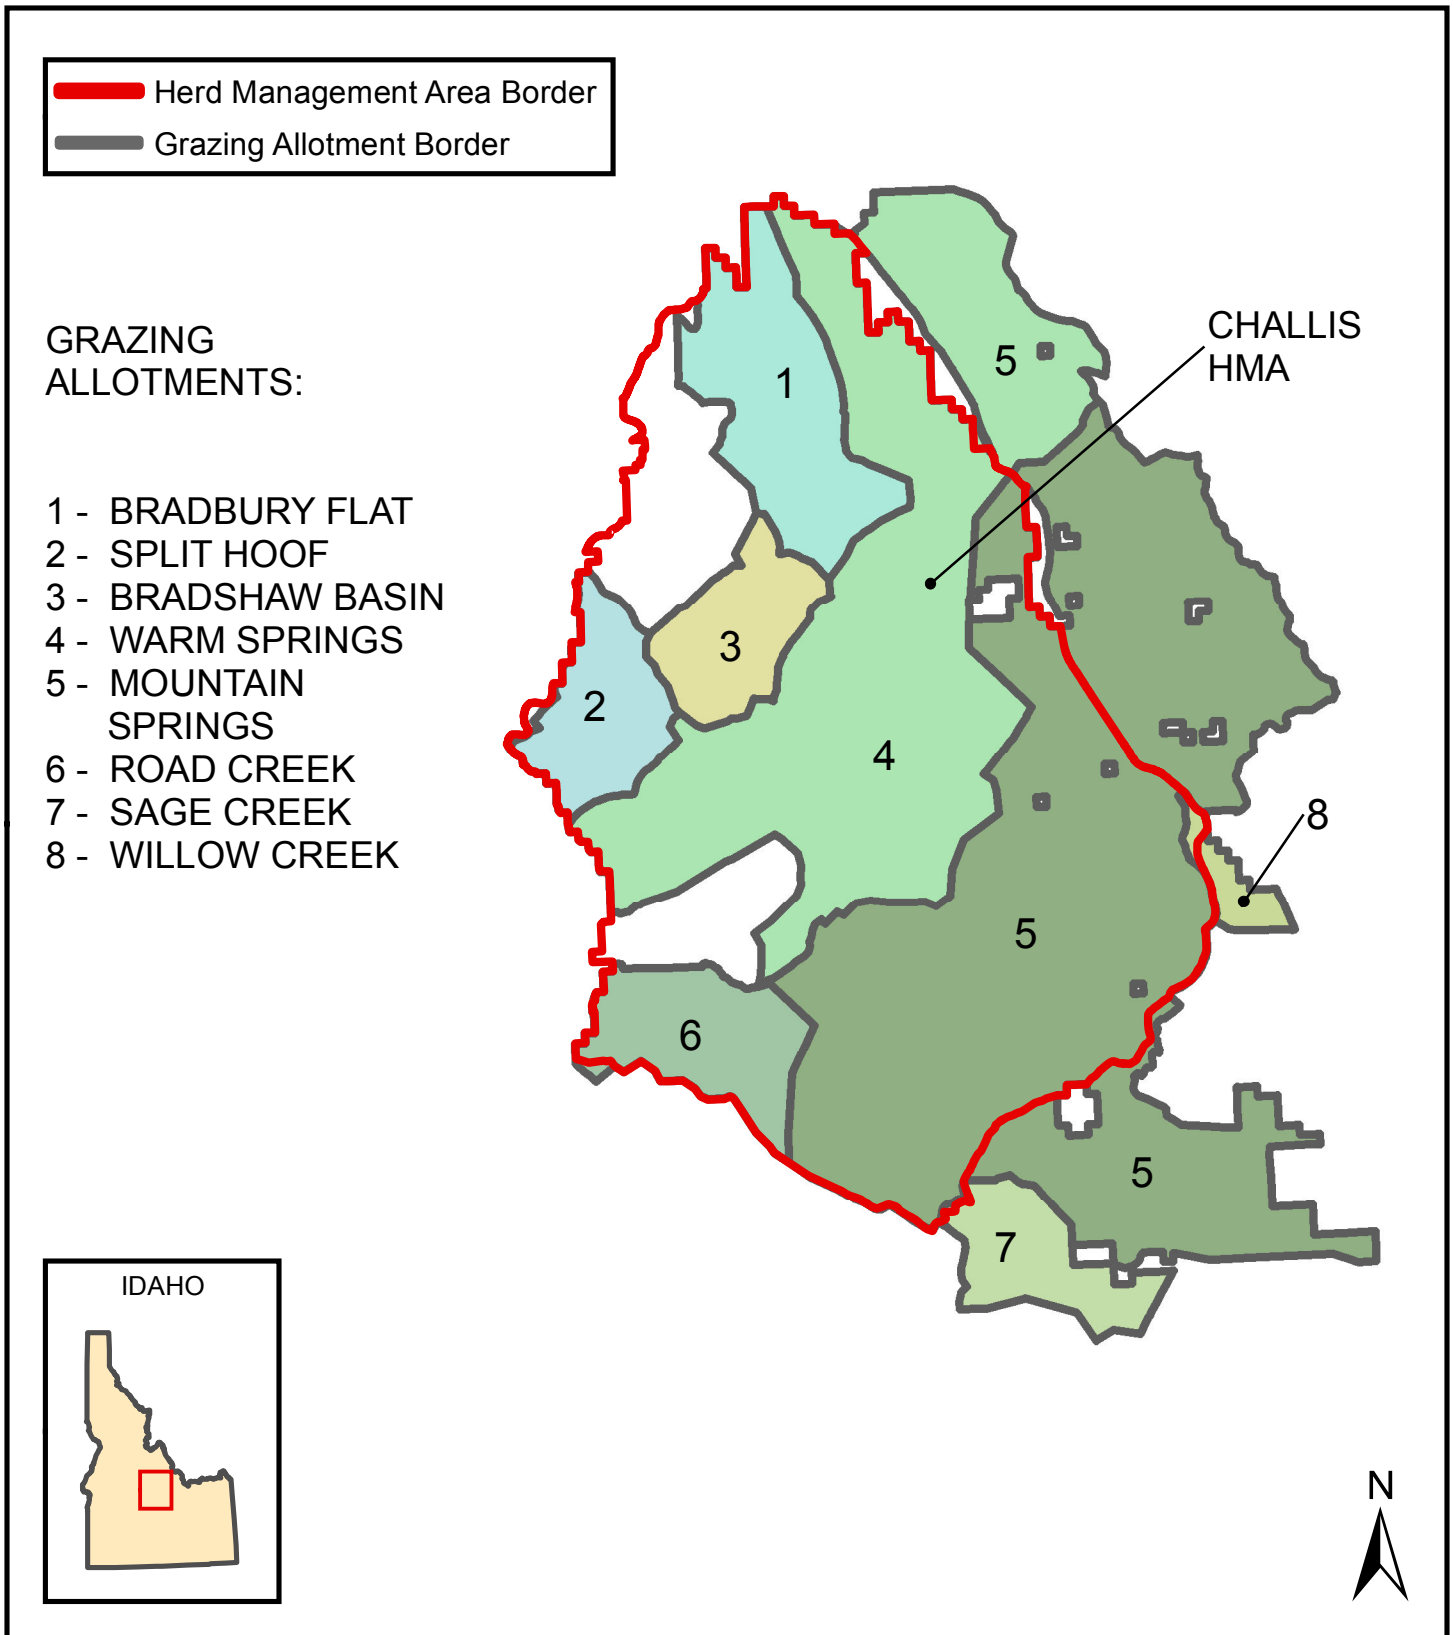 Herd Management Area Border
Grazing Allotment Border
GRAZING
ALLOTMENTS:
1 - BRADBURY FLAT
2 - SPLIT HOOF
3 - BRADSHAW BASIN
4 - WARM SPRINGS
5 - MOUNTAIN
SPRINGS
6 - ROAD CREEK
7 - SAGE CREEK
8 - WILLOW CREEK
CHALLIS
HMA
5
1
3
2
4
8
5
6
5
7
IDAHO
N